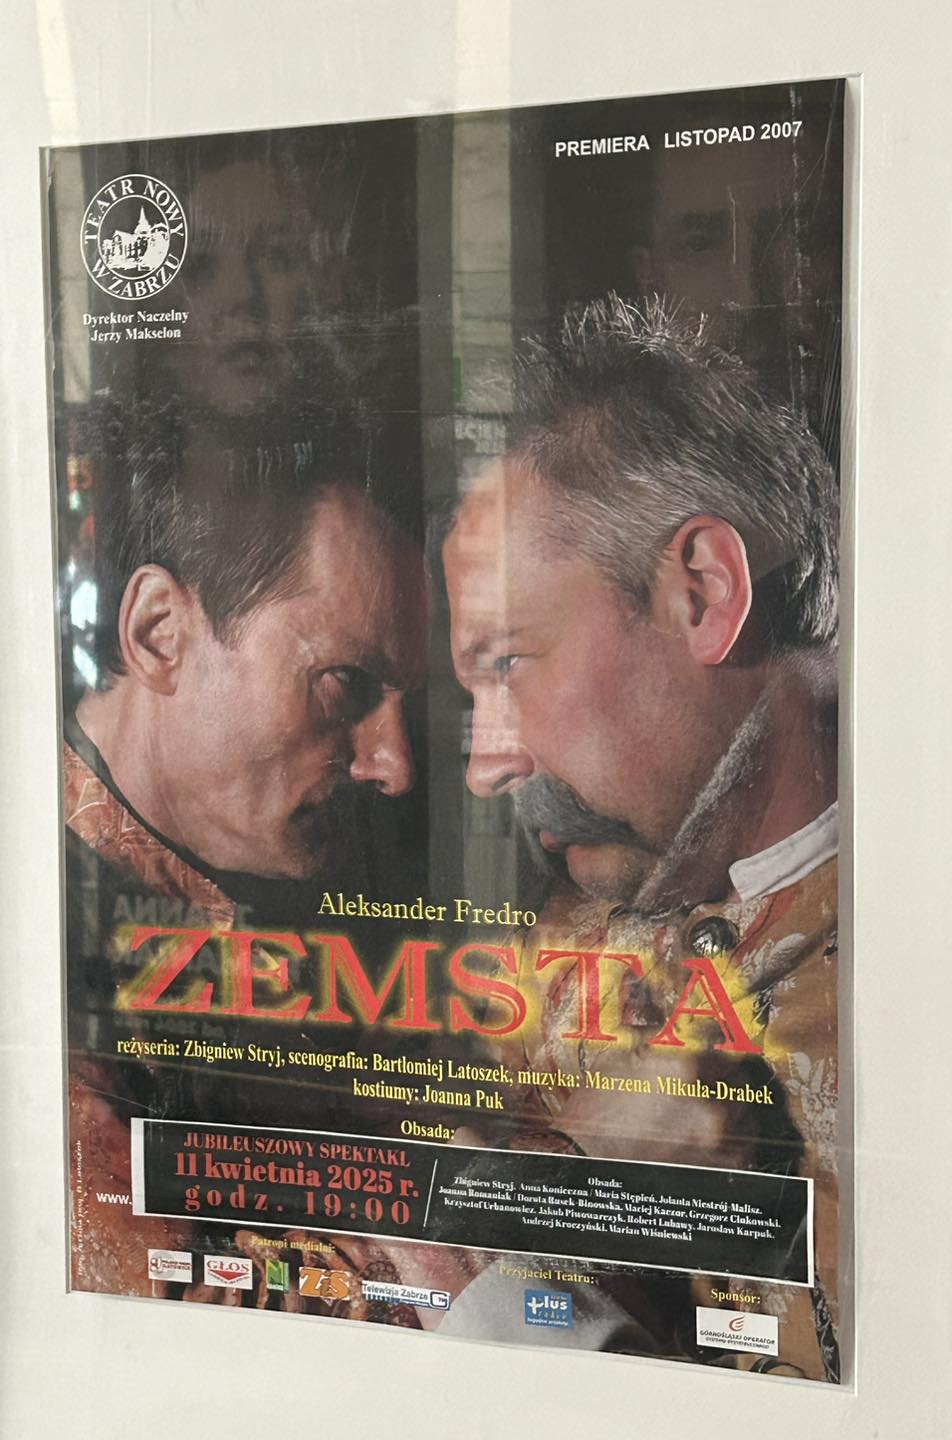 PREMIERA LISTOPAD 2007
TEATR NOWY
W ZABRZU
Dyrektor Naczelny
Jerzy Makselon
Aleksander Fredro
ZEMSTA
reżyseria: Zbigniew Stryj, scenografia: Bartłomiej Latoszek, muzyka: Marzena Mikuła-Drabek
kostiumy: Joanna Puk
Obsada:
JUBILEUSZOWY SPEKTAKL
11 kwietnia 2025 r.
godz. 19:00
Obsada:
Zbigniew Stryj, Anna Konieczna / Maria Stępień, Jolanta Niestrój-Malisz,
Joanna Romaniak / Dorota Rusek-Binowska, Maciej Kaczor, Grzegorz Cinkowski,
Krzysztof Urbanowicz, Jakub Piwowarczyk, Robert Lubawy, Jarosław Karpuk,
Andrzej Kroczyński, Marian Wiśniewski
www.
Patroni medialni:
GŁOS
Telewizja Zabrze
Przyjaciel Teatru:
plus
radio
Sponsor:
GÓRNOŚLĄSKI OPERATOR